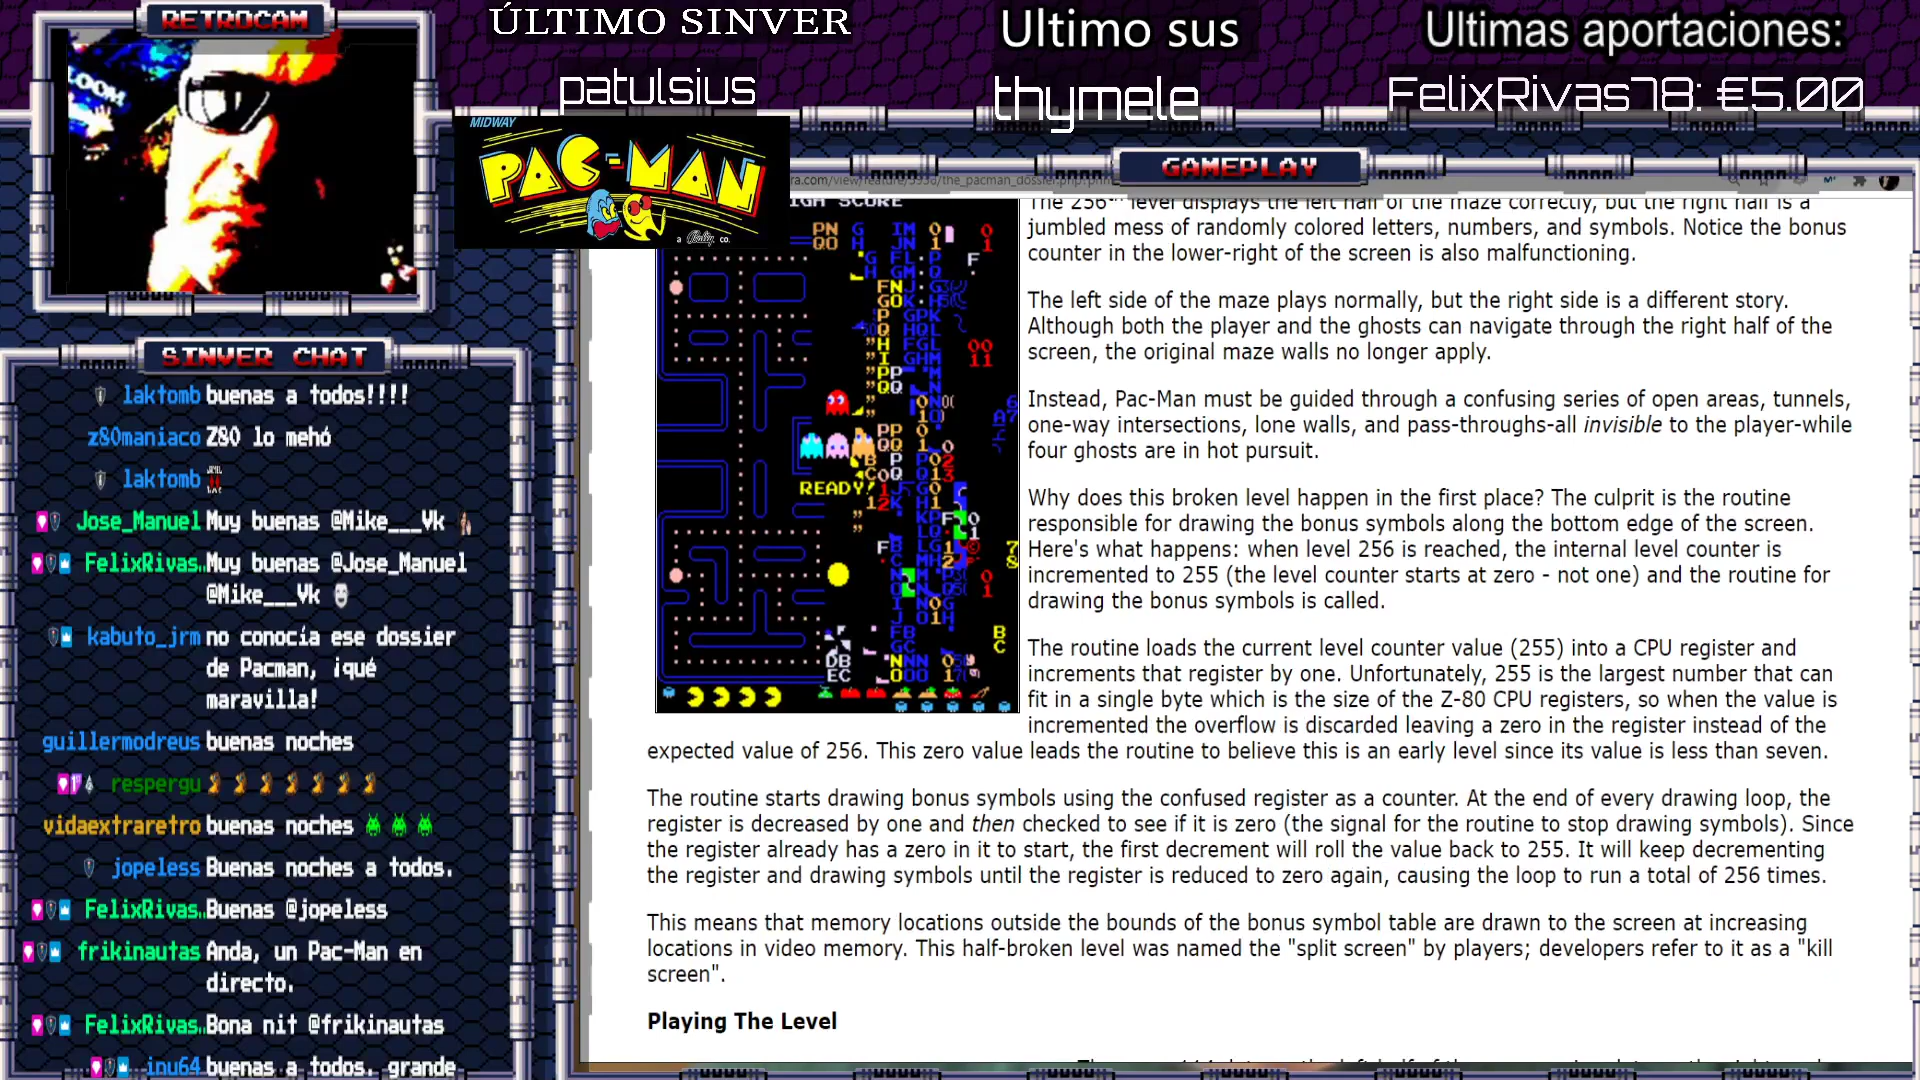 RETROCAM
LOOM
ÚLTIMO SINVER
patulsius
Ultimo sus
thymele
Ultimas aportaciones:
FelixRivas78: €5.00
MIDWAY
PAC-MAN
a Bally co.
GAMEPLAY
HIGH SCORE
READY!
The 256th level displays the left half of the maze correctly, but the right half is a
jumbled mess of randomly colored letters, numbers, and symbols. Notice the bonus
counter in the lower-right of the screen is also malfunctioning.
The left side of the maze plays normally, but the right side is a different story.
Although both the player and the ghosts can navigate through the right half of the
screen, the original maze walls no longer apply.
Instead, Pac-Man must be guided through a confusing series of open areas, tunnels,
one-way intersections, lone walls, and pass-throughs-all invisible to the player-while
four ghosts are in hot pursuit.
Why does this broken level happen in the first place? The culprit is the routine
responsible for drawing the bonus symbols along the bottom edge of the screen.
Here's what happens: when level 256 is reached, the internal level counter is
incremented to 255 (the level counter starts at zero - not one) and the routine for
drawing the bonus symbols is called.
The routine loads the current level counter value (255) into a CPU register and
increments that register by one. Unfortunately, 255 is the largest number that can
fit in a single byte which is the size of the Z-80 CPU registers, so when the value is
incremented the overflow is discarded leaving a zero in the register instead of the
expected value of 256. This zero value leads the routine to believe this is an early level since its value is less than seven.
The routine starts drawing bonus symbols using the confused register as a counter. At the end of every drawing loop, the
register is decreased by one and then checked to see if it is zero (the signal for the routine to stop drawing symbols). Since
the register already has a zero in it to start, the first decrement will roll the value back to 255. It will keep decrementing
the register and drawing symbols until the register is reduced to zero again, causing the loop to run a total of 256 times.
This means that memory locations outside the bounds of the bonus symbol table are drawn to the screen at increasing
locations in video memory. This half-broken level was named the "split screen" by players; developers refer to it as a "kill
screen".
Playing The Level
SINVER CHAT
laktomb buenas a todos!!!!
z80maniaco Z80 lo mehó
laktomb
Jose_Manuel Muy buenas @Mike___Vk
FelixRivas.. Muy buenas @Jose_Manuel
@Mike___Vk
kabuto_jrm no conocía ese dossier
de Pacman, ¡qué
maravilla!
guillermodreus buenas noches
respergu
vidaextraretro buenas noches
jopeless Buenas noches a todos.
FelixRivas.. Buenas @jopeless
frikinautas Anda, un Pac-Man en
directo.
FelixRivas.. Bona nit @frikinautas
inu64 buenas a todos. grande